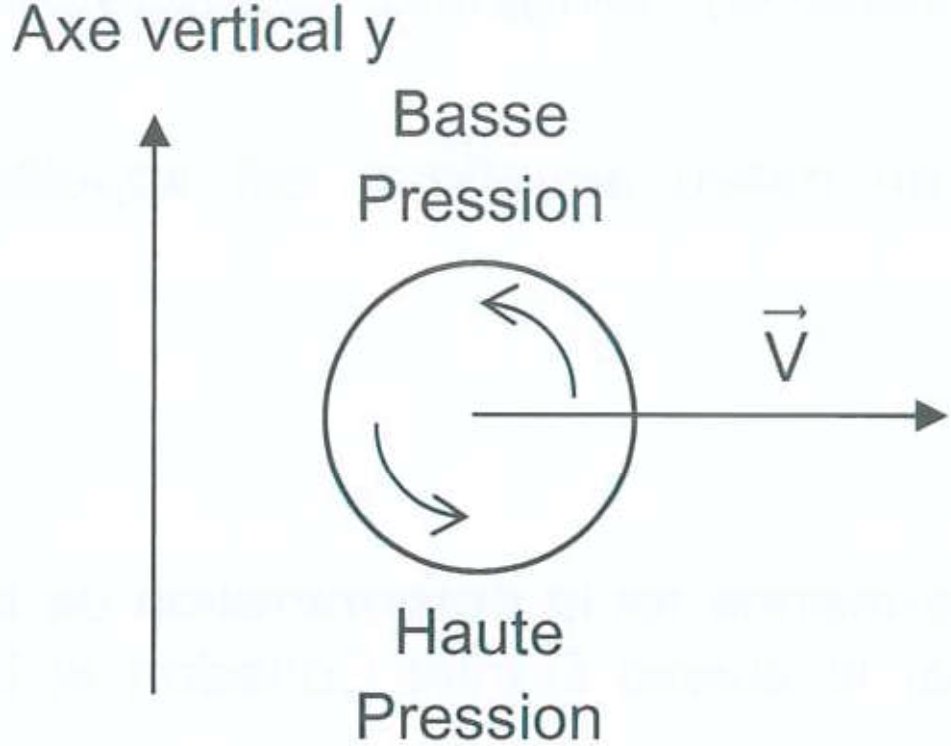 Axe vertical y
Basse
Pression
V
Haute
Pression